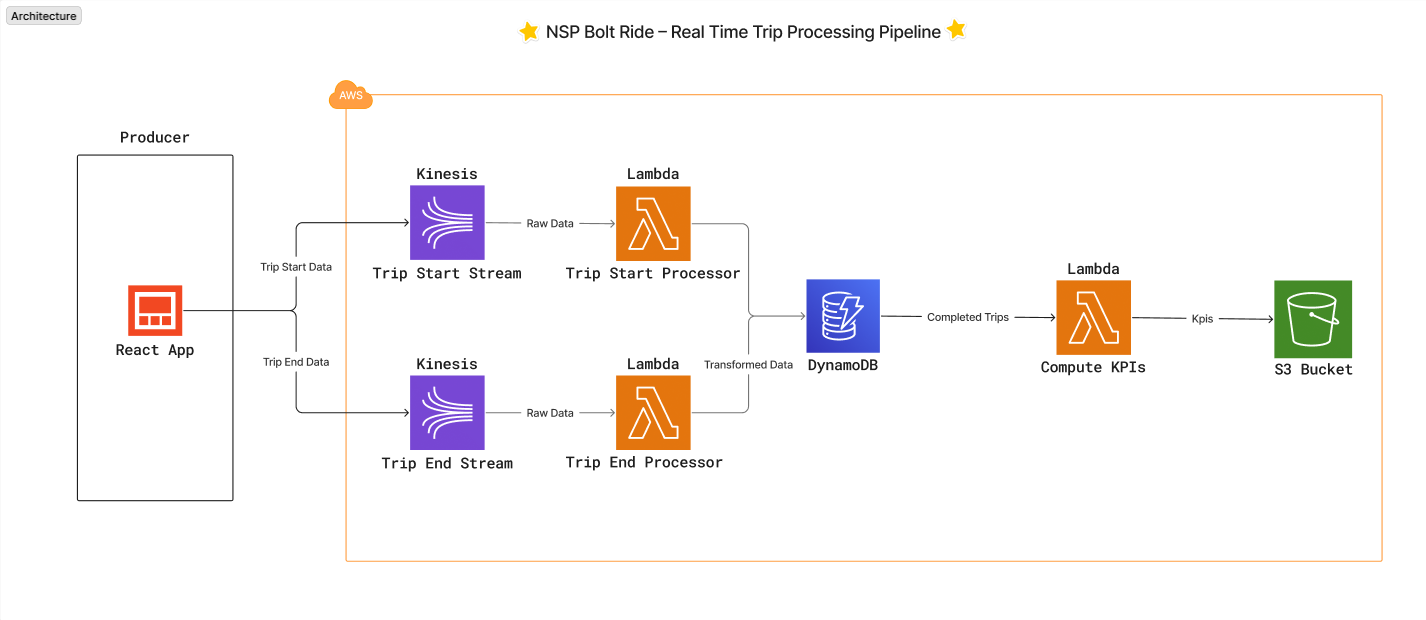 Architecture
NSP Bolt Ride – Real Time Trip Processing Pipeline
AWS
Producer
React App
Trip Start Data
Trip End Data
Kinesis
Trip Start Stream
Raw Data
Lambda
Trip Start Processor
Kinesis
Trip End Stream
Raw Data
Lambda
Trip End Processor
Transformed Data
DynamoDB
Completed Trips
Lambda
Compute KPIs
Kpis
S3 Bucket